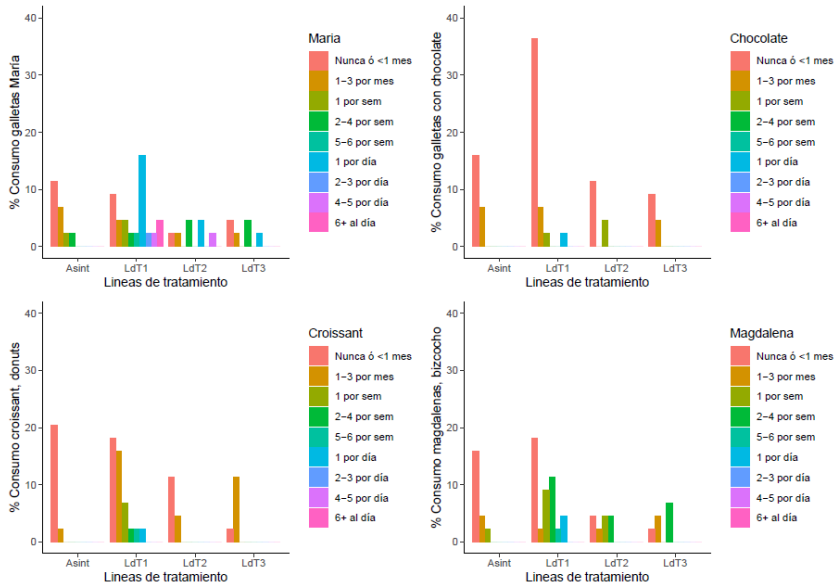 % Consumo galletas María
40
30
20
10
0
Asint
LdT1
LdT2
LdT3
Lineas de tratamiento
Maria
Nunca ó <1 mes
1−3 por mes
1 por sem
2−4 por sem
5−6 por sem
1 por día
2−3 por día
4−5 por día
6+ al día
% Consumo galletas con chocolate
40
30
20
10
0
Asint
LdT1
LdT2
LdT3
Lineas de tratamiento
Chocolate
Nunca ó <1 mes
1−3 por mes
1 por sem
2−4 por sem
5−6 por sem
1 por día
2−3 por día
4−5 por día
6+ al día
% Consumo croissant, donuts
40
30
20
10
0
Asint
LdT1
LdT2
LdT3
Lineas de tratamiento
Croissant
Nunca ó <1 mes
1−3 por mes
1 por sem
2−4 por sem
5−6 por sem
1 por día
2−3 por día
4−5 por día
6+ al día
% Consumo magdalenas, bizcocho
40
30
20
10
0
Asint
LdT1
LdT2
LdT3
Lineas de tratamiento
Magdalena
Nunca ó <1 mes
1−3 por mes
1 por sem
2−4 por sem
5−6 por sem
1 por día
2−3 por día
4−5 por día
6+ al día